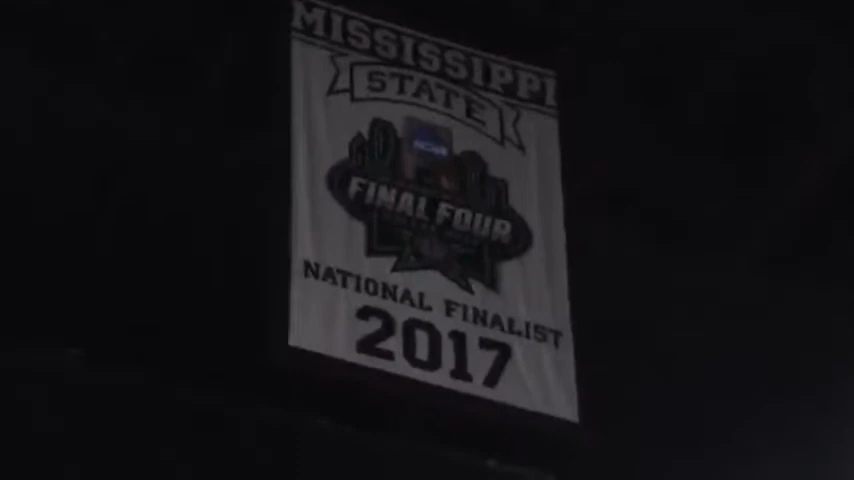 MISSISSIPPI
STATE
NCAA
FINAL FOUR
NATIONAL FINALIST
2017